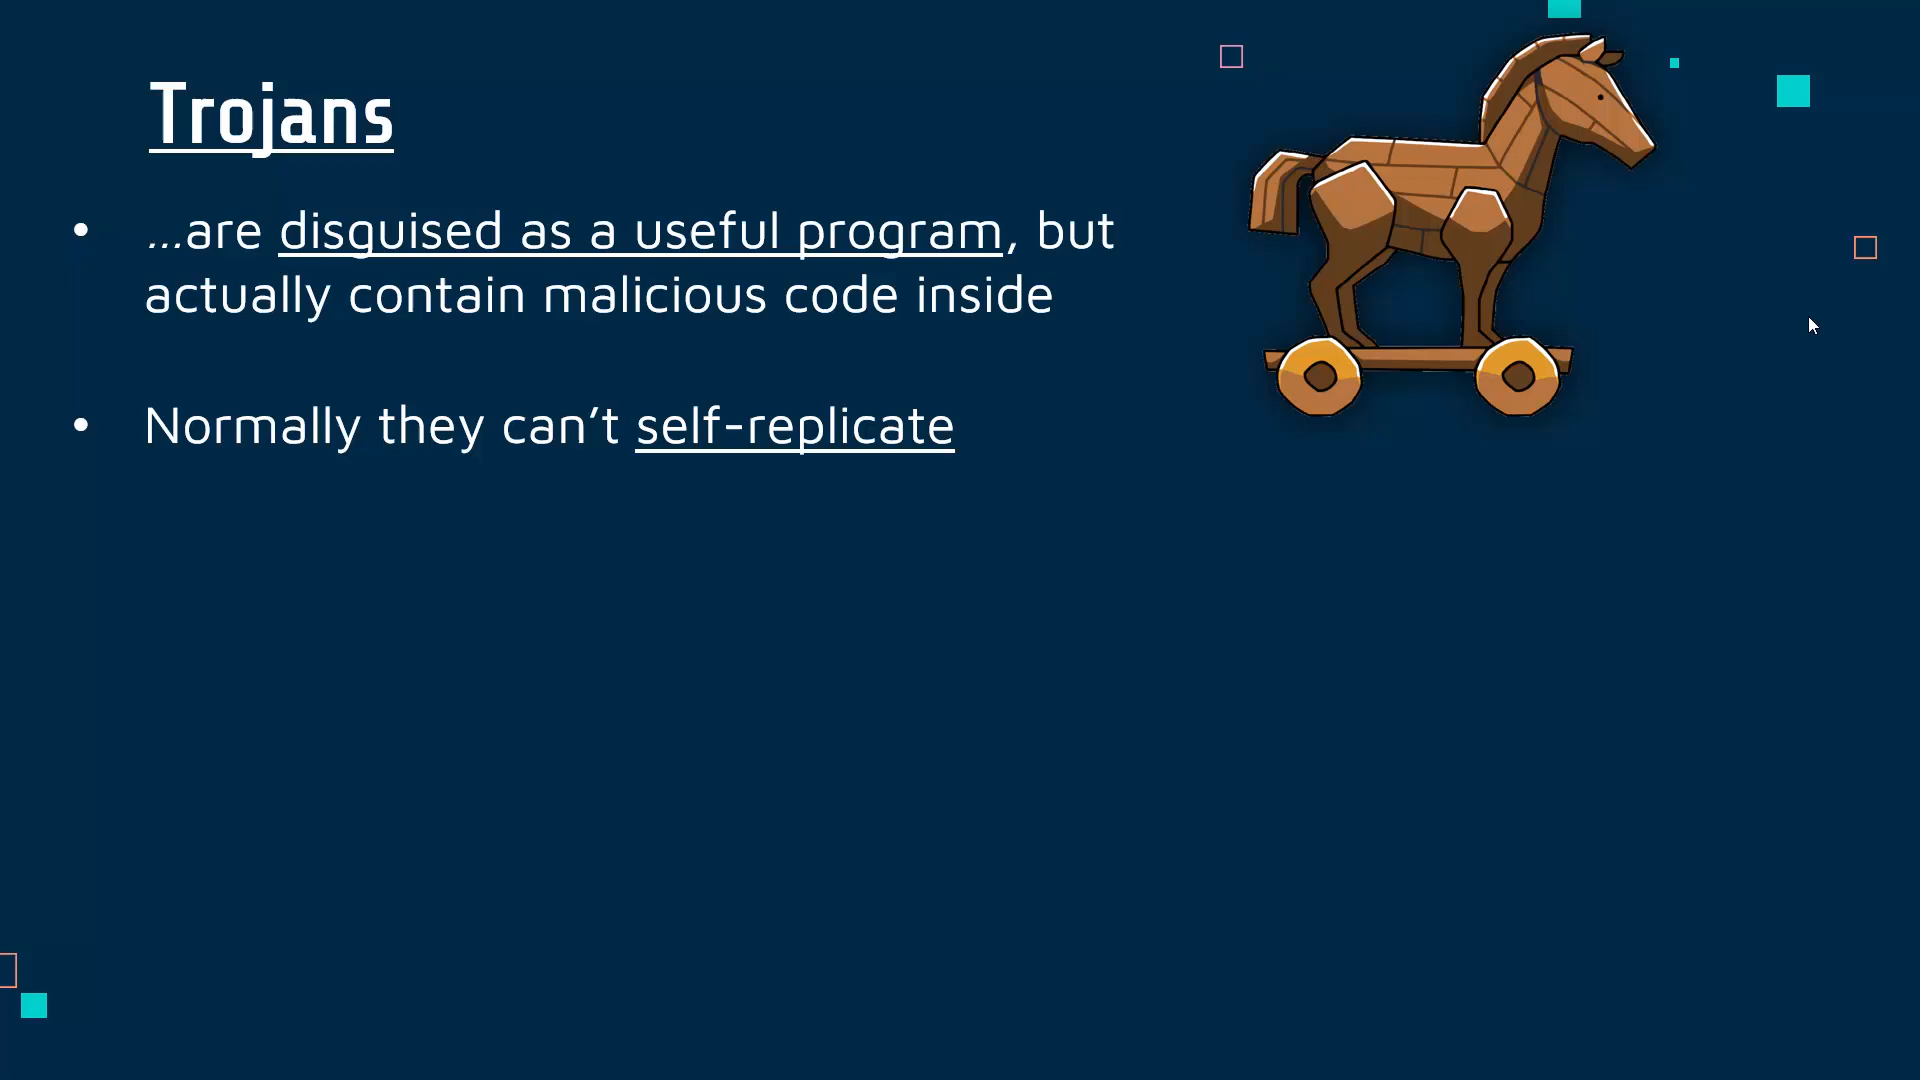 Trojans
• ...are disguised as a useful program, but
actually contain malicious code inside
• Normally they can’t self-replicate